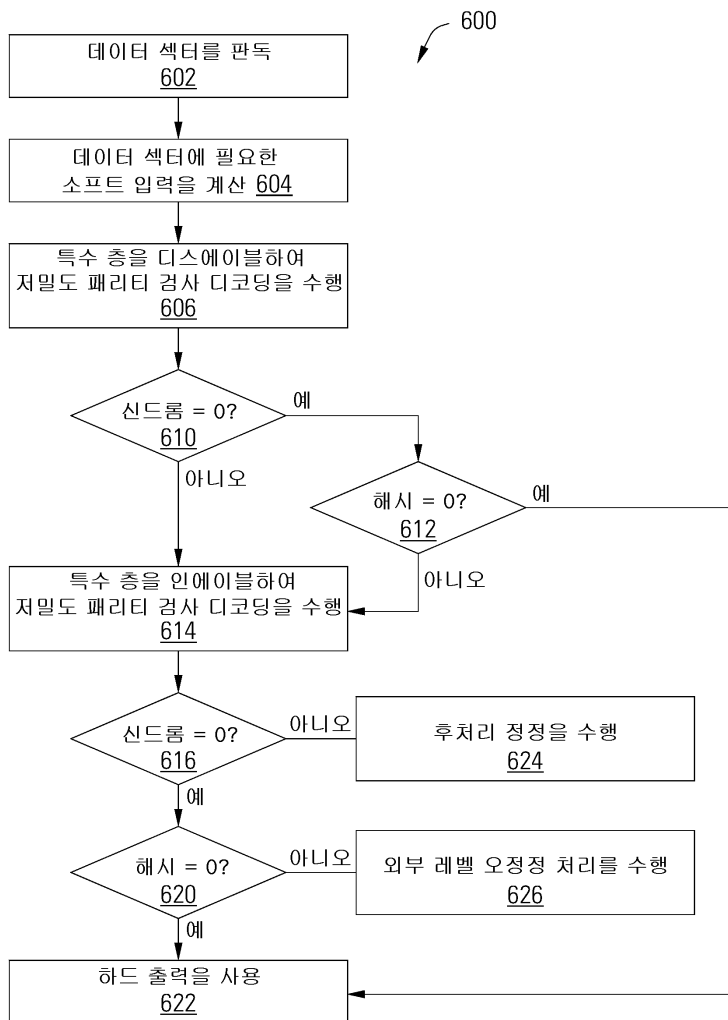 600
데이터 섹터를 판독
602
데이터 섹터에 필요한
소프트 입력을 계산 604
특수 층을 디스에이블하여
저밀도 패리티 검사 디코딩을 수행
606
신드롬 = 0?
610
예
아니오
해시 = 0?
612
예
아니오
특수 층을 인에이블하여
저밀도 패리티 검사 디코딩을 수행
614
신드롬 = 0?
616
아니오
후처리 정정을 수행
624
예
해시 = 0?
620
아니오
외부 레벨 오정정 처리를 수행
626
예
하드 출력을 사용
622